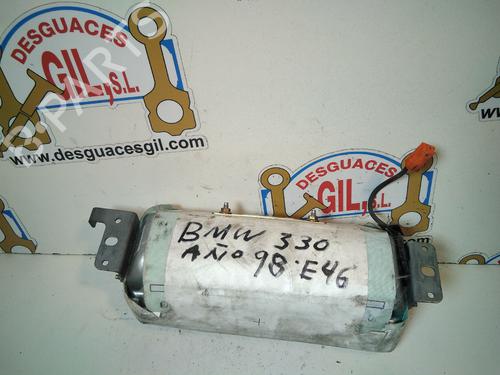 DESGUACES
GIL,S.L.
www.desguacesgil.com
DESGUACES
GIL,S.L.
BMW 330
AÑO 98·E46